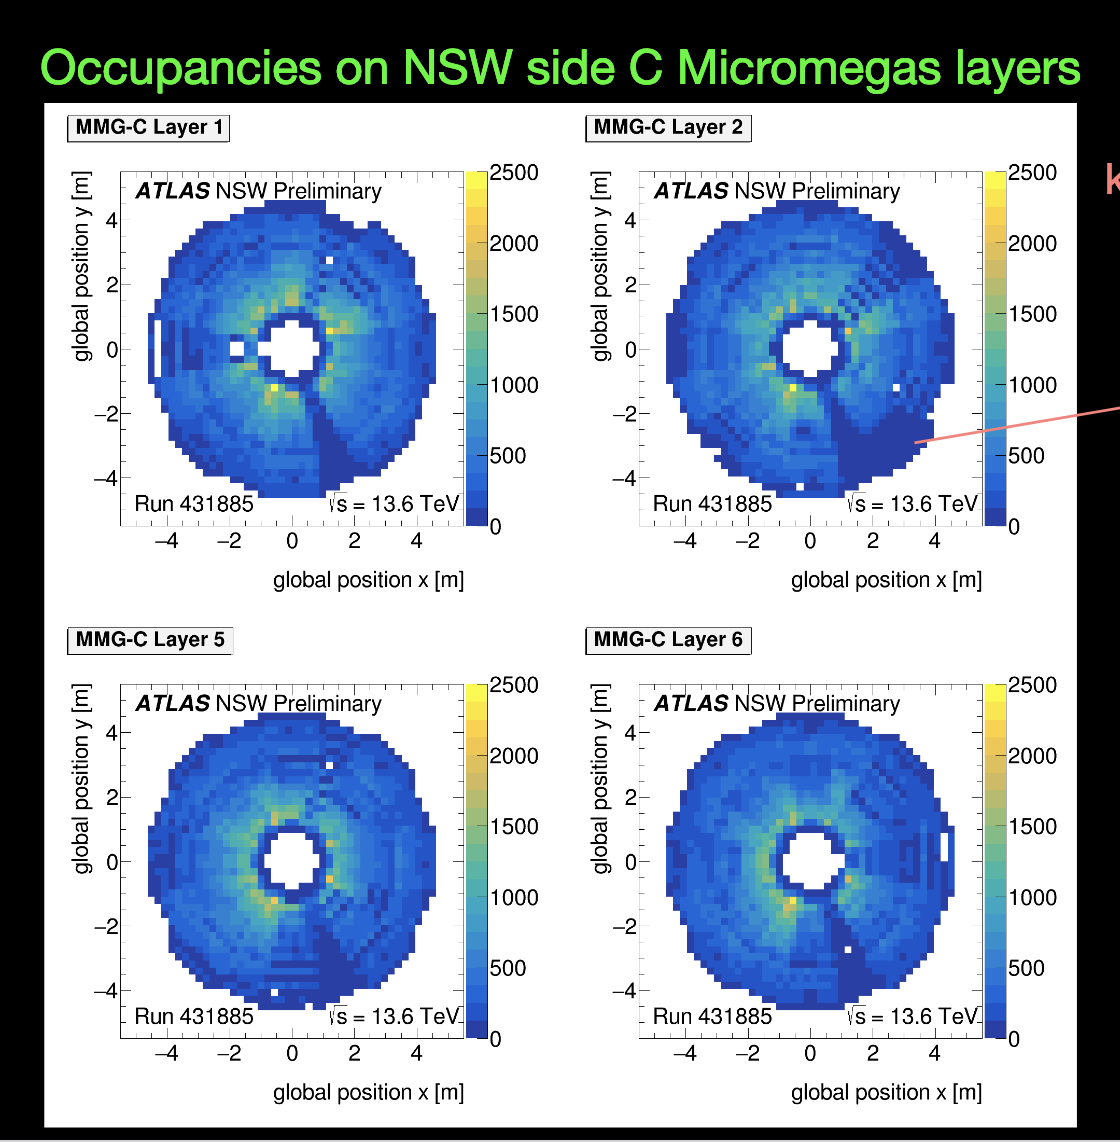 Occupancies on NSW side C Micromegas layers
MMG-C Layer 1
ATLAS NSW Preliminary
global position y [m]
4
2
0
−2
−4
2500
2000
1500
1000
500
0
Run 431885
√s = 13.6 TeV
−4 −2 0 2 4
global position x [m]
MMG-C Layer 2
k
ATLAS NSW Preliminary
global position y [m]
4
2
0
−2
−4
2500
2000
1500
1000
500
0
Run 431885
√s = 13.6 TeV
−4 −2 0 2 4
global position x [m]
MMG-C Layer 5
ATLAS NSW Preliminary
global position y [m]
4
2
0
−2
−4
2500
2000
1500
1000
500
0
Run 431885
√s = 13.6 TeV
−4 −2 0 2 4
global position x [m]
MMG-C Layer 6
ATLAS NSW Preliminary
global position y [m]
4
2
0
−2
−4
2500
2000
1500
1000
500
0
Run 431885
√s = 13.6 TeV
−4 −2 0 2 4
global position x [m]